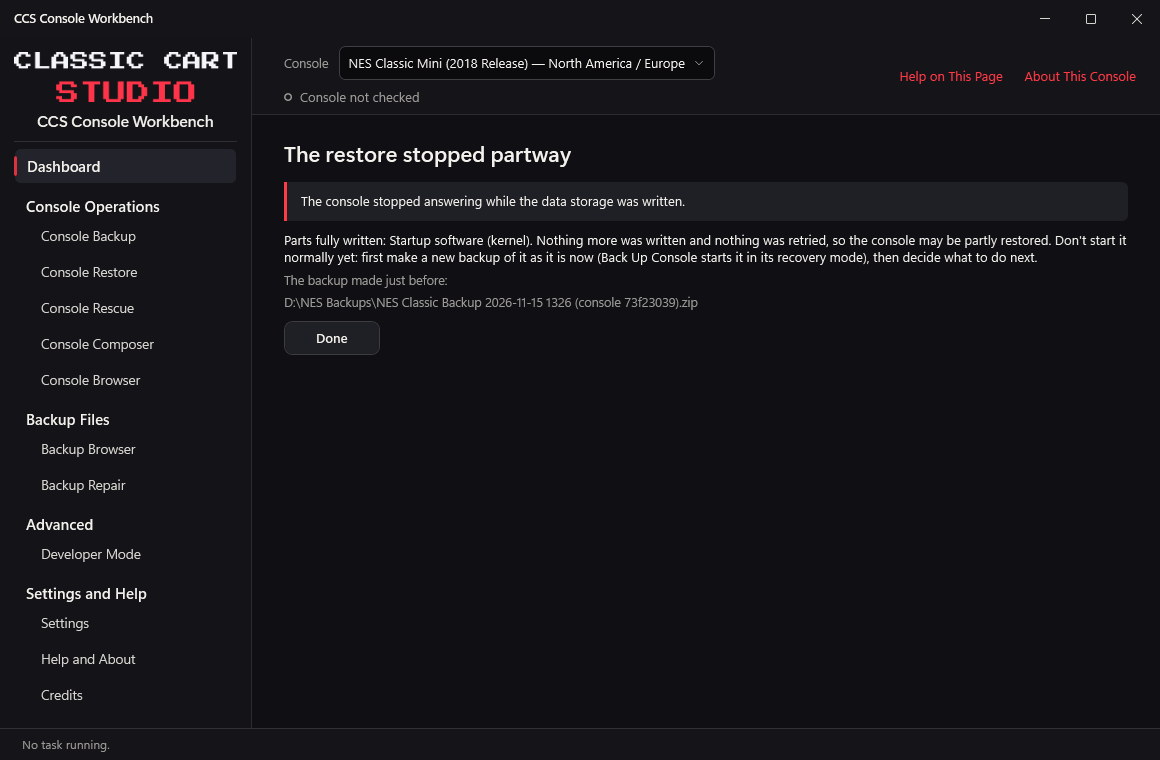 CCS Console Workbench
CLASSIC CART
STUDIO
CCS Console Workbench
Dashboard
Console Operations
Console Backup
Console Restore
Console Rescue
Console Composer
Console Browser
Backup Files
Backup Browser
Backup Repair
Advanced
Developer Mode
Settings and Help
Settings
Help and About
Credits
Console
NES Classic Mini (2018 Release) — North America / Europe
Console not checked
Help on This Page
About This Console
The restore stopped partway
The console stopped answering while the data storage was written.
Parts fully written: Startup software (kernel). Nothing more was written and nothing was retried, so the console may be partly restored. Don't start it
normally yet: first make a new backup of it as it is now (Back Up Console starts it in its recovery mode), then decide what to do next.
The backup made just before:
D:\NES Backups\NES Classic Backup 2026-11-15 1326 (console 73f23039).zip
Done
No task running.